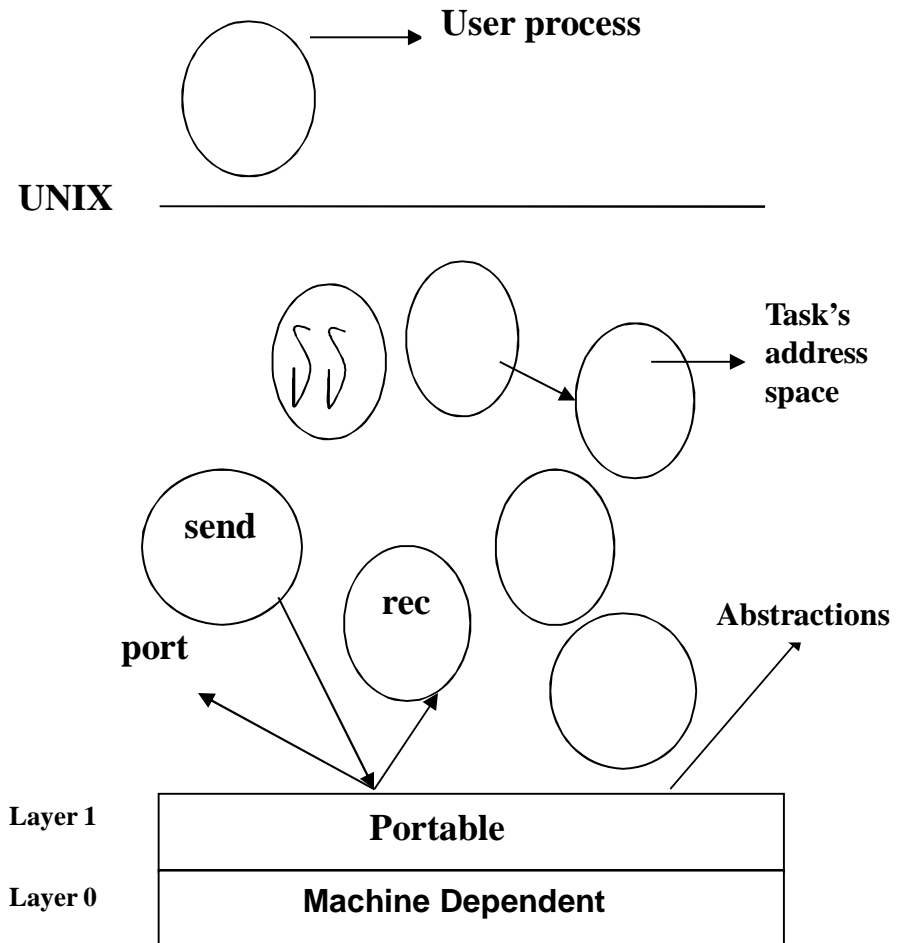 User process
UNIX
Task’s
address
space
send
rec
port
Abstractions
Layer 1
Portable
Layer 0
Machine Dependent